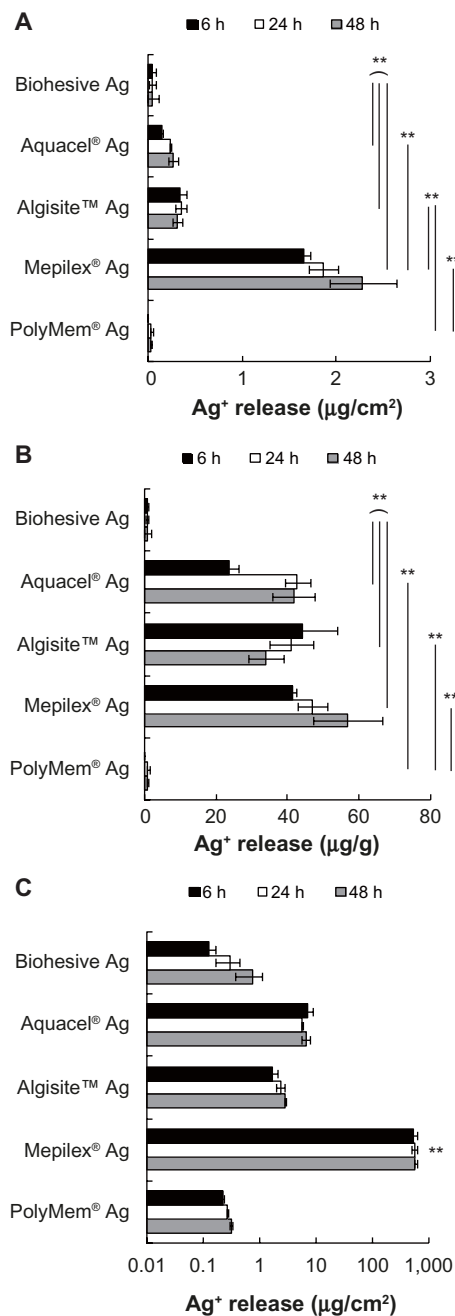 A
6 h 24 h 48 h
**
Biohesive Ag
**
Aquacel® Ag
**
Algisite™ Ag
**
Mepilex® Ag
PolyMem® Ag
0 1 2 3
Ag⁺ release (μg/cm²)
B
6 h 24 h 48 h
**
Biohesive Ag
**
Aquacel® Ag
**
Algisite™ Ag
**
Mepilex® Ag
PolyMem® Ag
0 20 40 60 80
Ag⁺ release (μg/g)
C
6 h 24 h 48 h
Biohesive Ag
Aquacel® Ag
Algisite™ Ag
Mepilex® Ag **
PolyMem® Ag
0.01 0.1 1 10 100 1,000
Ag⁺ release (μg/cm²)